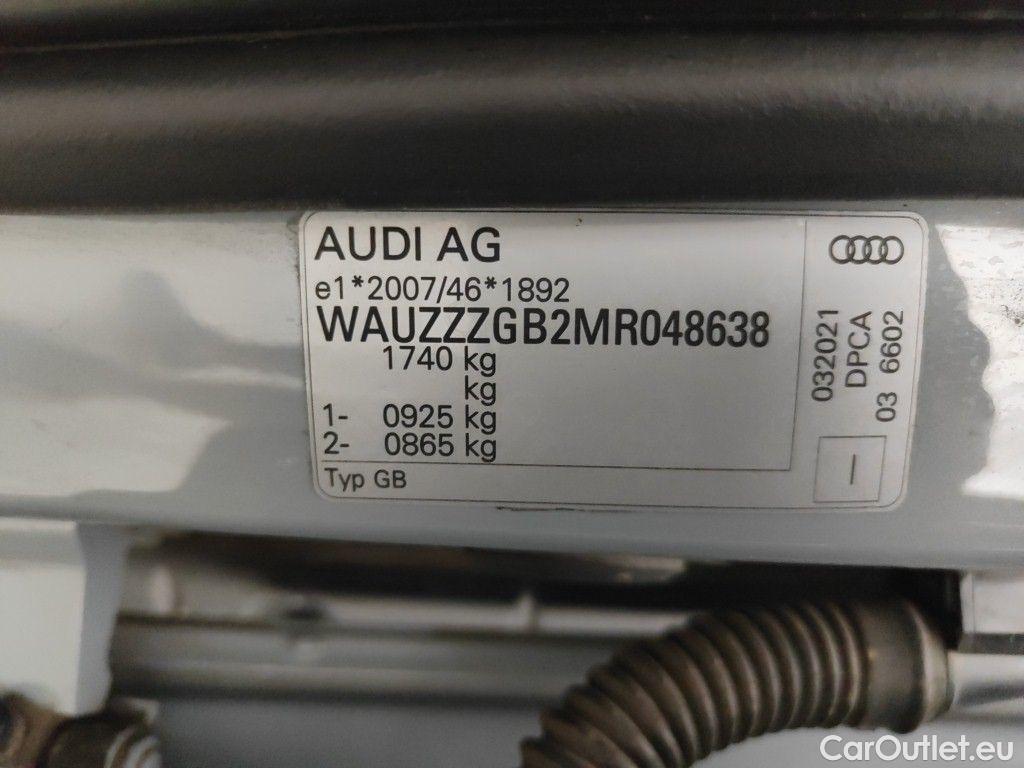 AUDI AG
e1*2007/46*1892
WAUZZZGB2MR048638
1740 kg
kg
1- 0925 kg
2- 0865 kg
Typ GB
032021
DPCA
03 6602
CarOutlet.eu